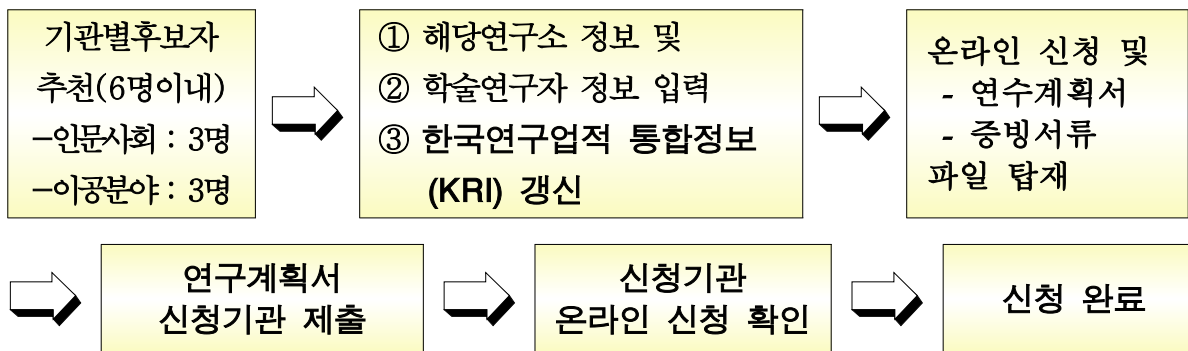 기관별후보자
추천(6명이내)
-인문사회 : 3명
-이공분야 : 3명
① 해당연구소 정보 및
② 학술연구자 정보 입력
③ 한국연구업적 통합정보
(KRI) 갱신
온라인 신청 및
- 연수계획서
- 증빙서류
파일 탑재
연구계획서
신청기관 제출
신청기관
온라인 신청 확인
신청 완료